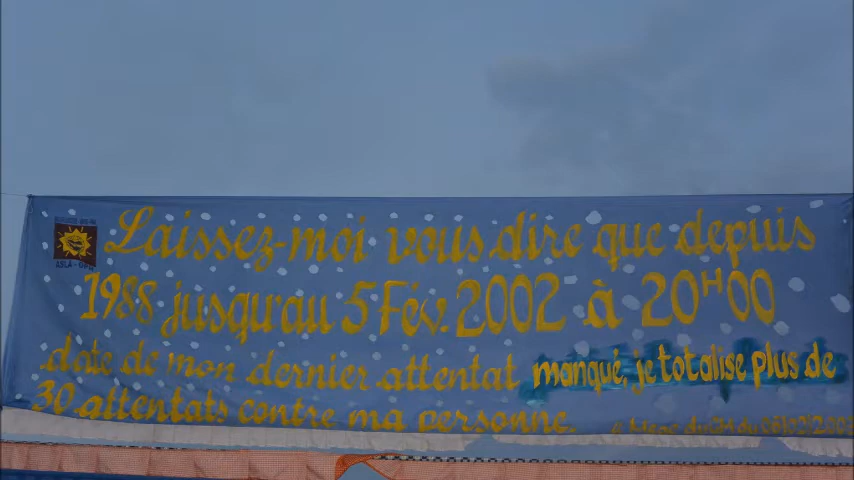 Laissez-moi vous dire que depuis
1988 jusqu'au 5 Fév. 2002 à 20H00
date de mon dernier attentat manqué, je totalise plus de
30 attentats contre ma personne.